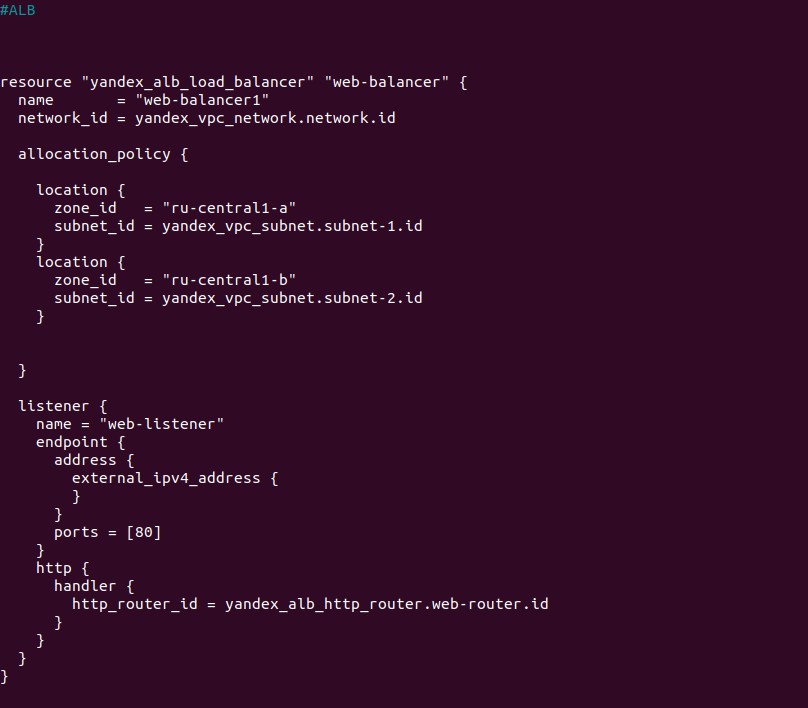 #ALB
resource "yandex_alb_load_balancer" "web-balancer" {
  name       = "web-balancer1"
  network_id = yandex_vpc_network.network.id
  allocation_policy {
    location {
      zone_id   = "ru-central1-a"
      subnet_id = yandex_vpc_subnet.subnet-1.id
    }
    location {
      zone_id   = "ru-central1-b"
      subnet_id = yandex_vpc_subnet.subnet-2.id
    }
  }
  listener {
    name = "web-listener"
    endpoint {
      address {
        external_ipv4_address {
        }
      }
      ports = [80]
    }
    http {
      handler {
        http_router_id = yandex_alb_http_router.web-router.id
      }
    }
  }
}